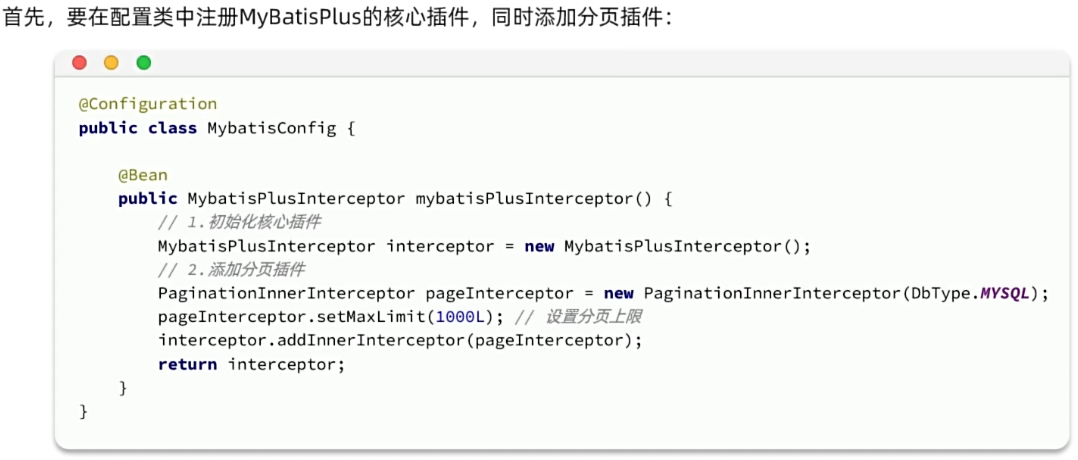 首先，要在配置类中注册MyBatisPlus的核心插件，同时添加分页插件：
@Configuration
public class MybatisConfig {
@Bean
public MybatisPlusInterceptor mybatisPlusInterceptor() {
// 1.初始化核心插件
MybatisPlusInterceptor interceptor = new MybatisPlusInterceptor();
// 2.添加分页插件
PaginationInnerInterceptor pageInterceptor = new PaginationInnerInterceptor(DbType.MYSQL);
pageInterceptor.setMaxLimit(1000L); // 设置分页上限
interceptor.addInnerInterceptor(pageInterceptor);
return interceptor;
}
}